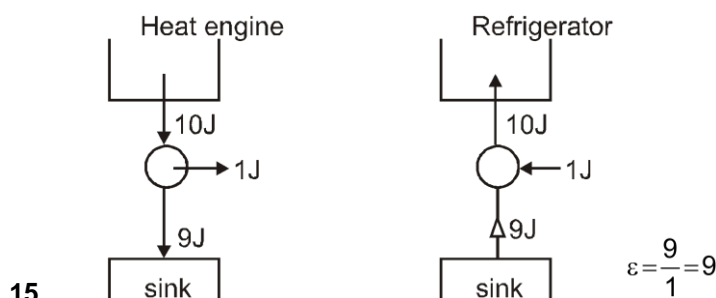 Heat engine Refrigerator
10J 10J
1J 1J
9J 9J
ε = 9/1 = 9
15 sink sink